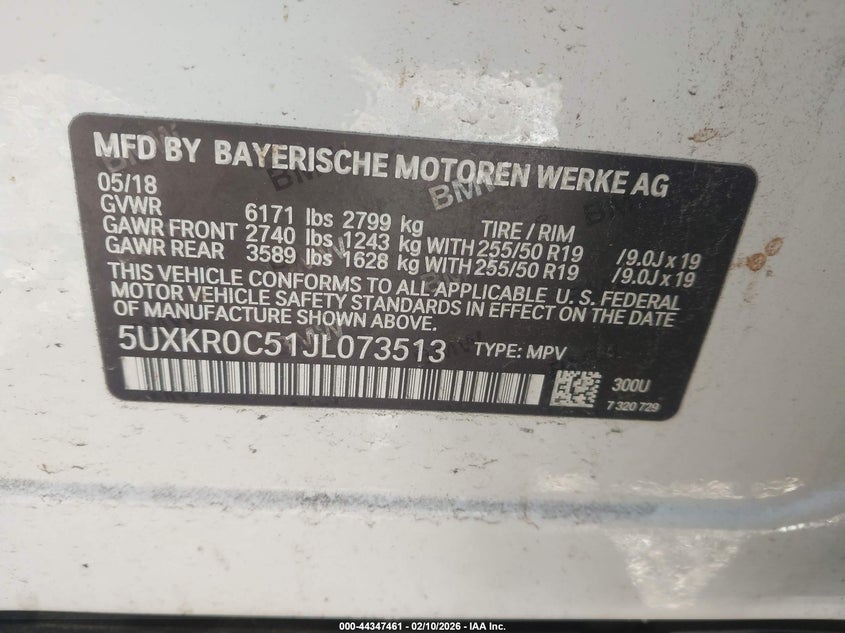 MFD BY BAYERISCHE MOTOREN WERKE AG
05/18
GVWR 6171 lbs 2799 kg TIRE / RIM
GAWR FRONT 2740 lbs 1243 kg WITH 255/50 R19 /9.0J x 19
GAWR REAR 3589 lbs 1628 kg WITH 255/50 R19 /9.0J x 19
THIS VEHICLE CONFORMS TO ALL APPLICABLE U. S. FEDERAL
MOTOR VEHICLE SAFETY STANDARDS IN EFFECT ON THE DATE
OF MANUFACTURE SHOWN ABOVE.
5UXKR0C51JL073513 TYPE: MPV
300U
7 320 729
000-44347461 - 02/10/2026 - IAA Inc.